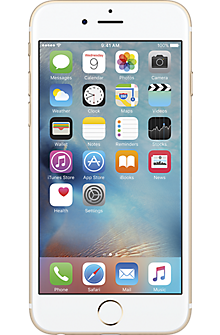 9:41 AM 100%
Wednesday
9
Messages Calendar Photos Camera
Weather Clock Maps Videos
Wallet Notes Reminders Stocks
iTunes Store App Store iBooks News
Health Settings
Phone Safari Mail Music